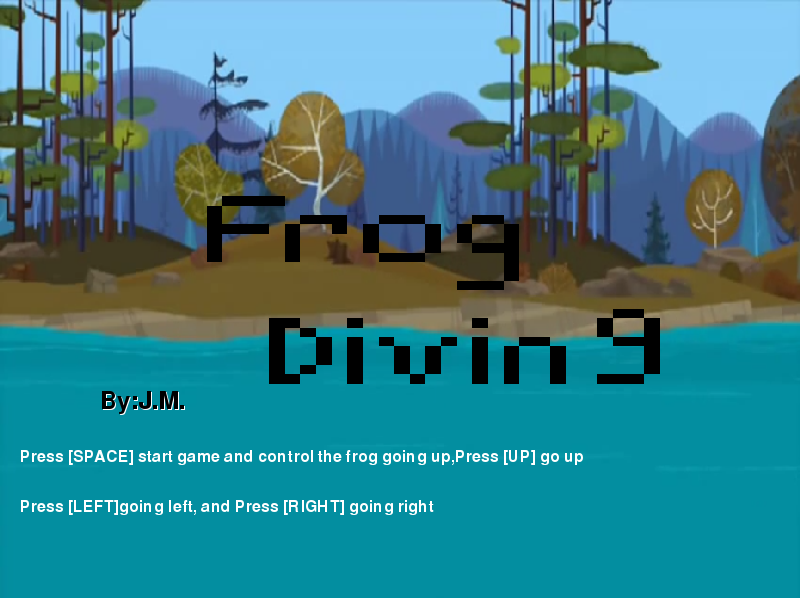 Frog
Diving
By:J.M.
Press [SPACE] start game and control the frog going up,Press [UP] go up
Press [LEFT]going left, and Press [RIGHT] going right